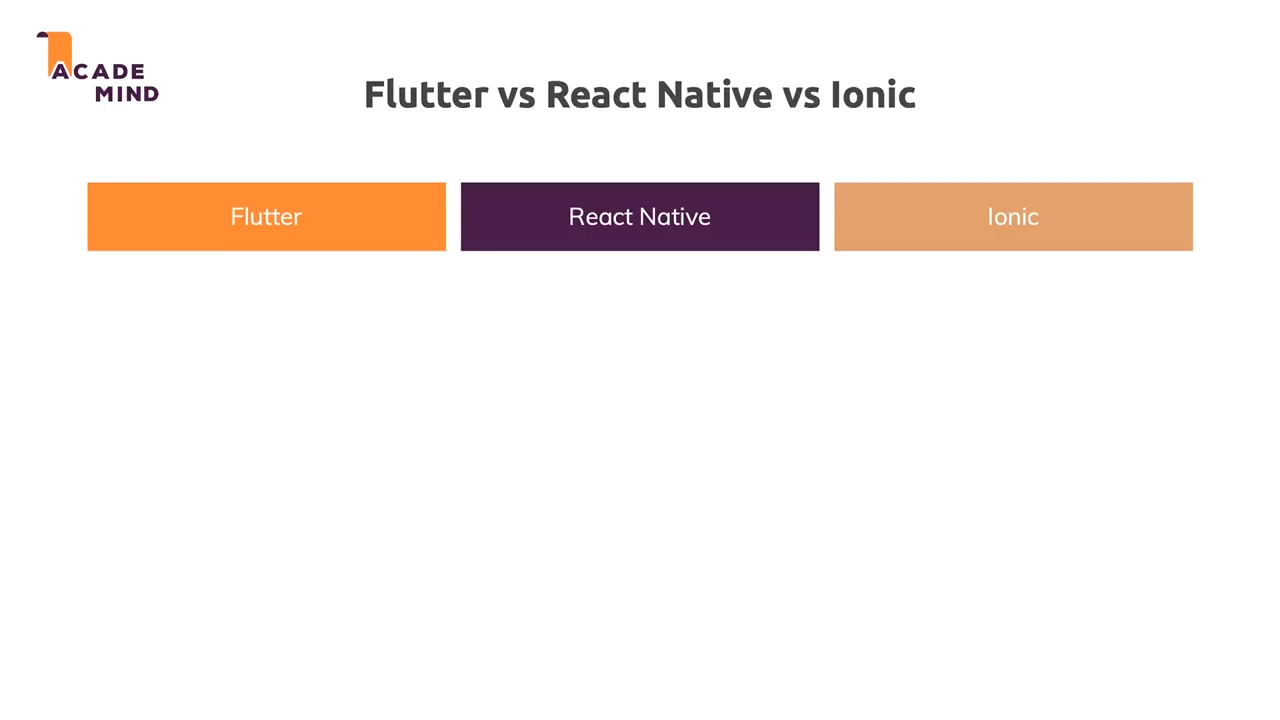 ACADE
MIND
Flutter vs React Native vs Ionic
Flutter
React Native
Ionic